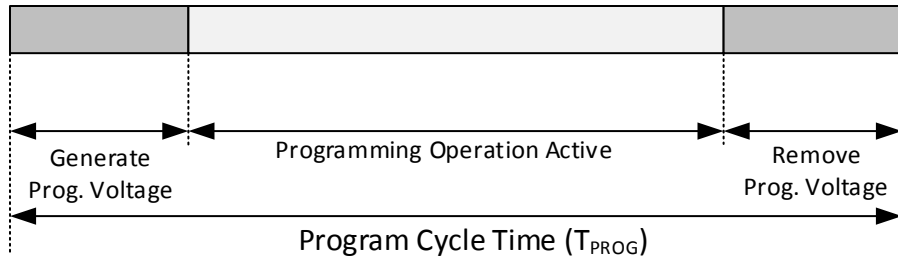 Generate
Prog. Voltage
Programming Operation Active
Remove
Prog. Voltage
Program Cycle Time (TPROG)